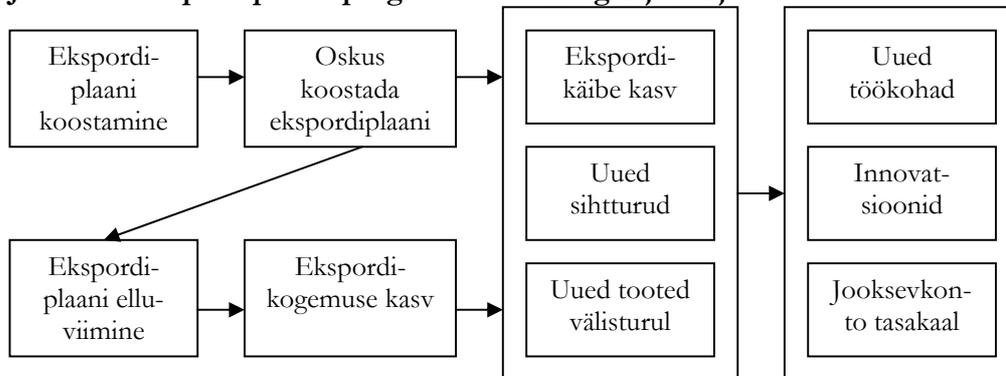 Ekspordi-
plaani
koostamine
Oskus
koostada
ekspordiplaani
Ekspordi-
käibe kasv
Uued
töökohad
Uued
sihtturud
Innovat-
sioonid
Ekspordi-
plaani ellu-
viimine
Ekspordi-
kogemuse kasv
Uued tooted
välisturul
Jooksevkon-
to tasakaal